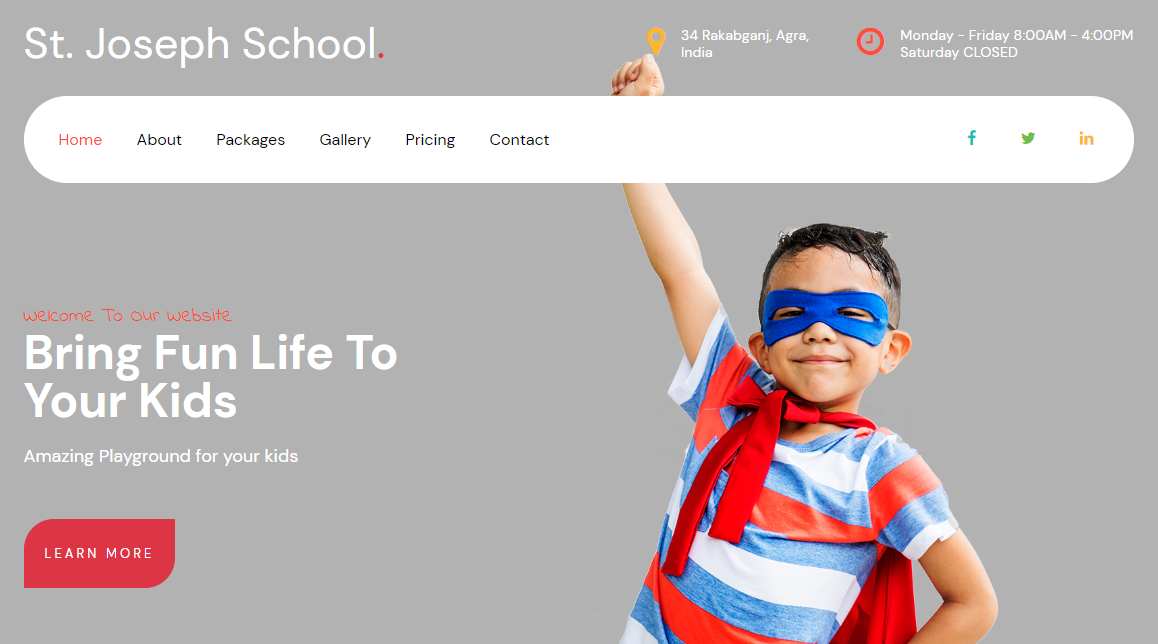 St. Joseph School.
34 Rakabganj, Agra,
India
Monday - Friday 8:00AM - 4:00PM
Saturday CLOSED
Home About Packages Gallery Pricing Contact
Welcome To Our Website
Bring Fun Life To
Your Kids
Amazing Playground for your kids
LEARN MORE